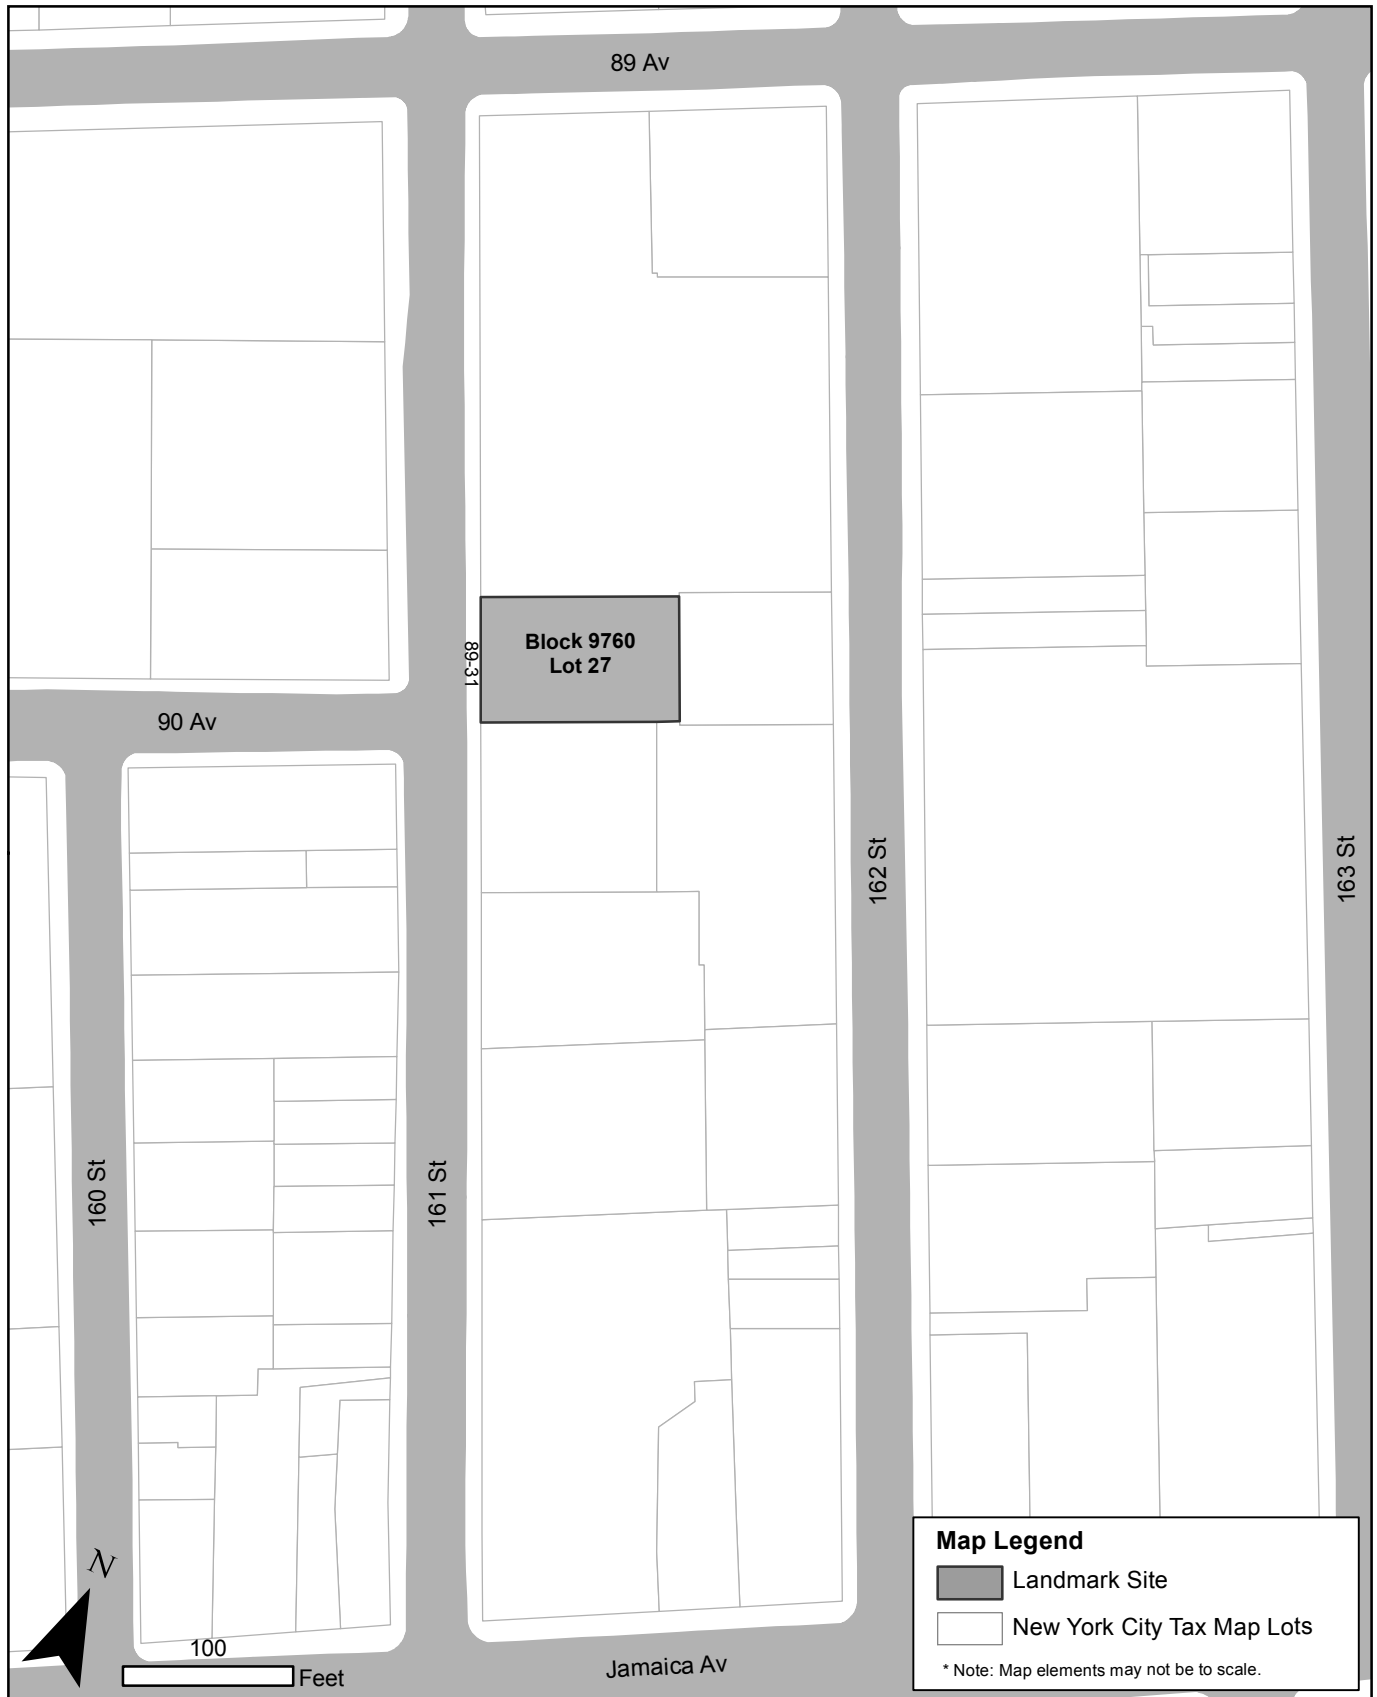 89 Av
89-31
Block 9760
Lot 27
90 Av
162 St
163 St
160 St
161 St
N
100
Feet
Jamaica Av
Map Legend
Landmark Site
New York City Tax Map Lots
* Note: Map elements may not be to scale.